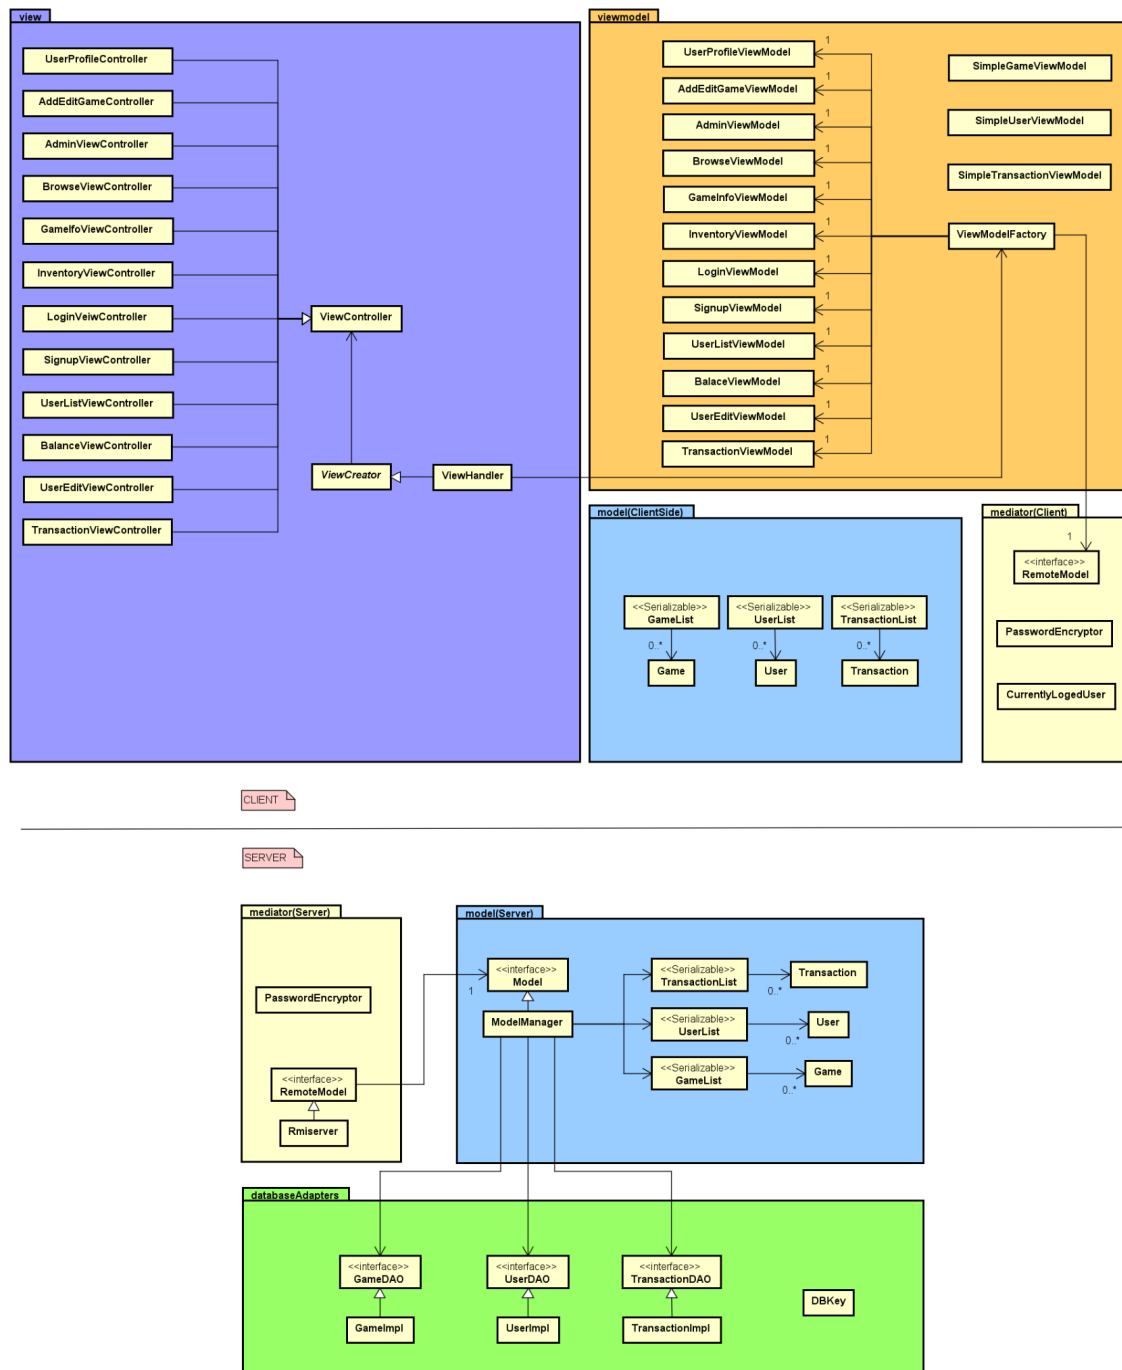 view
UserProfileController
AddEditGameController
AdminViewController
BrowseViewController
GameIfoViewController
InventoryViewController
LoginVeiwController
SignupViewController
UserListViewController
BalanceViewController
UserEditViewController
TransactionViewController
ViewController
ViewCreator
ViewHandler
viewmodel
UserProfileViewModel
1
AddEditGameViewModel
1
AdminViewModel
1
BrowseViewModel
1
GameInfoViewModel
1
InventoryViewModel
1
LoginViewModel
1
SignupViewModel
1
UserListViewModel
1
BalaceViewModel
1
UserEditViewModel
1
TransactionViewModel
1
SimpleGameViewModel
SimpleUserViewModel
SimpleTransactionViewModel
ViewModelFactory
model(ClientSide)
<<Serializable>>
GameList
0..*
Game
<<Serializable>>
UserList
0..*
User
<<Serializable>>
TransactionList
0..*
Transaction
mediator(Client)
1
<<interface>>
RemoteModel
PasswordEncryptor
CurrentlyLogedUser
CLIENT
SERVER
mediator(Server)
PasswordEncryptor
<<interface>>
RemoteModel
Rmiserver
model(Server)
<<interface>>
Model
1
ModelManager
<<Serializable>>
TransactionList
0..*
Transaction
<<Serializable>>
UserList
0..*
User
<<Serializable>>
GameList
0..*
Game
databaseAdapters
<<interface>>
GameDAO
GameImpl
<<interface>>
UserDAO
UserImpl
<<interface>>
TransactionDAO
TransactionImpl
DBKey